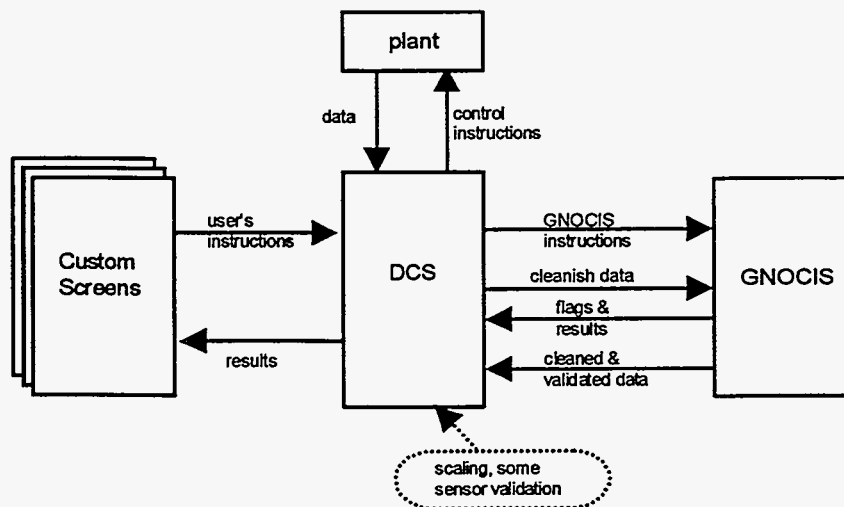 plant
data
control
instructions
user's
instructions
GNOCIS
instructions
Custom
Screens
DCS
cleanish data
GNOCIS
flags &
results
results
cleaned &
validated data
scaling, some
sensor validation